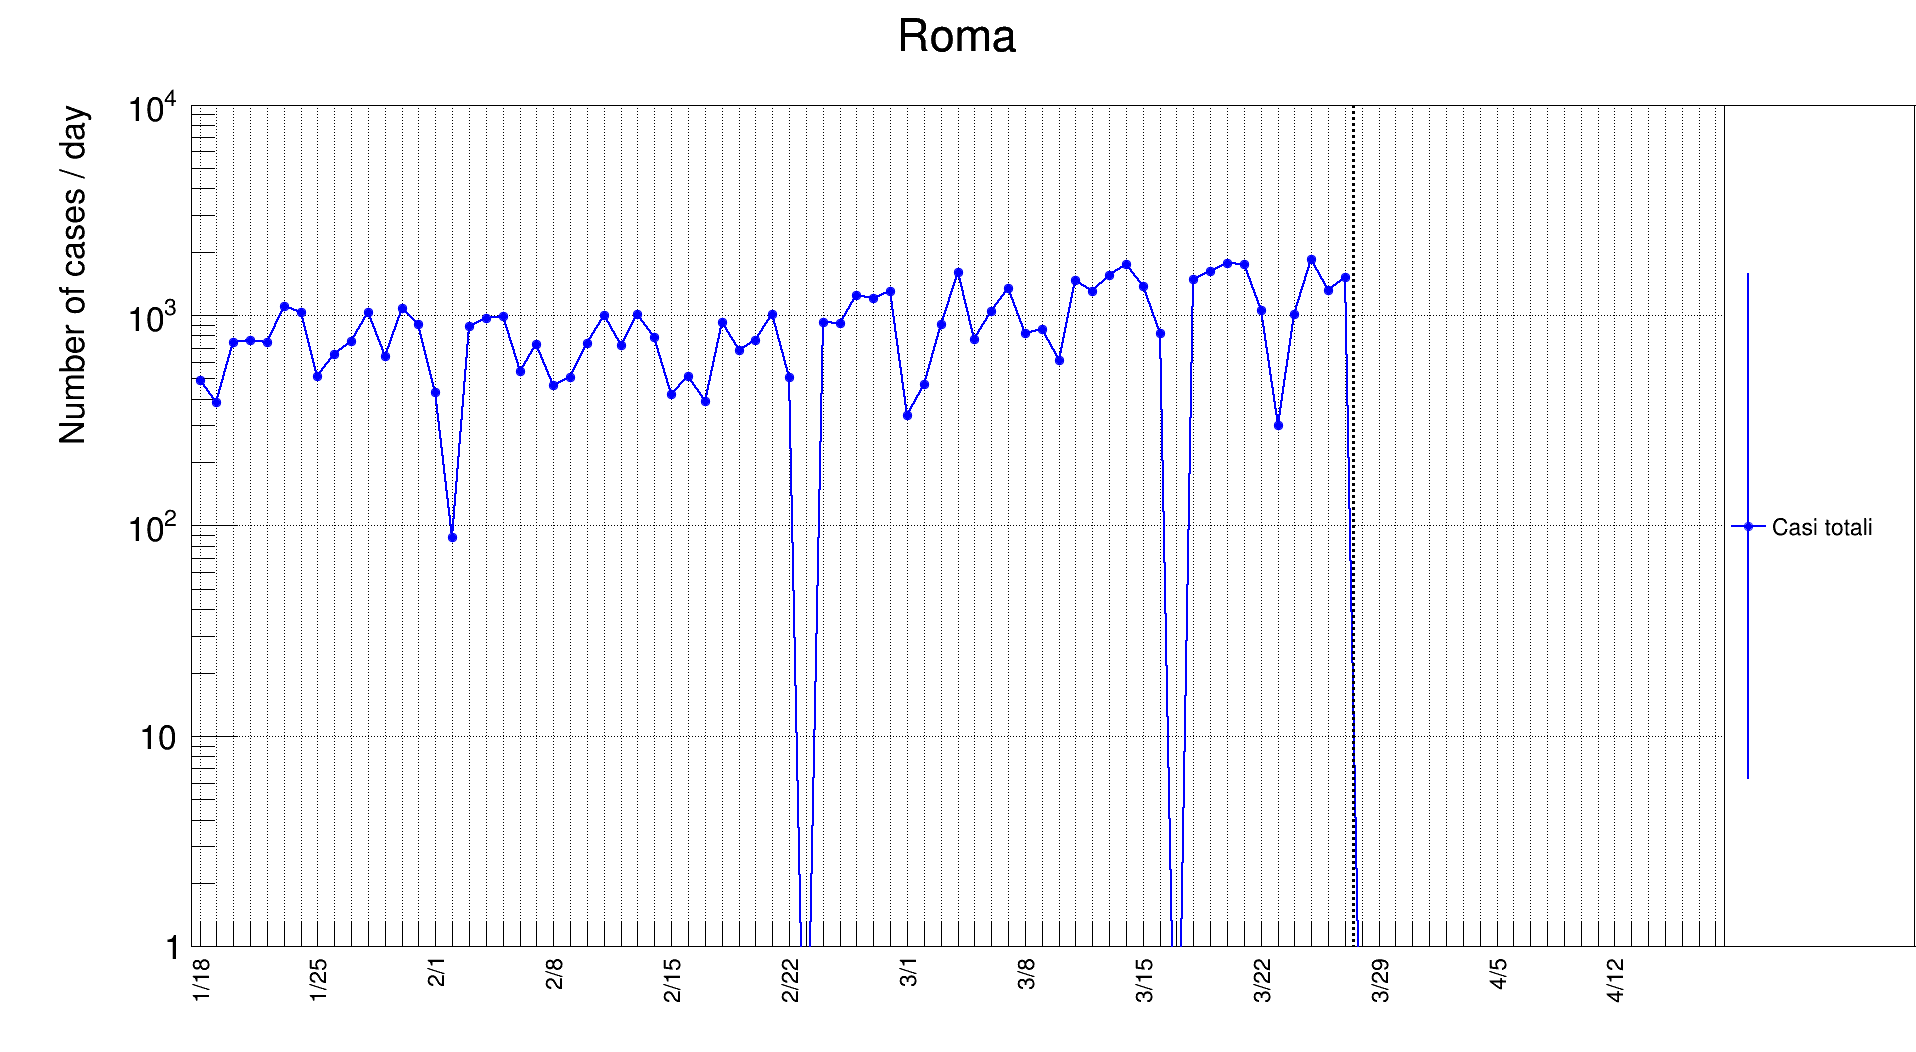 Roma
Number of cases / day
10^4
10^3
10^2
10
1
1/18 1/25 2/1 2/8 2/15 2/22 3/1 3/8 3/15 3/22 3/29 4/5 4/12
Casi totali